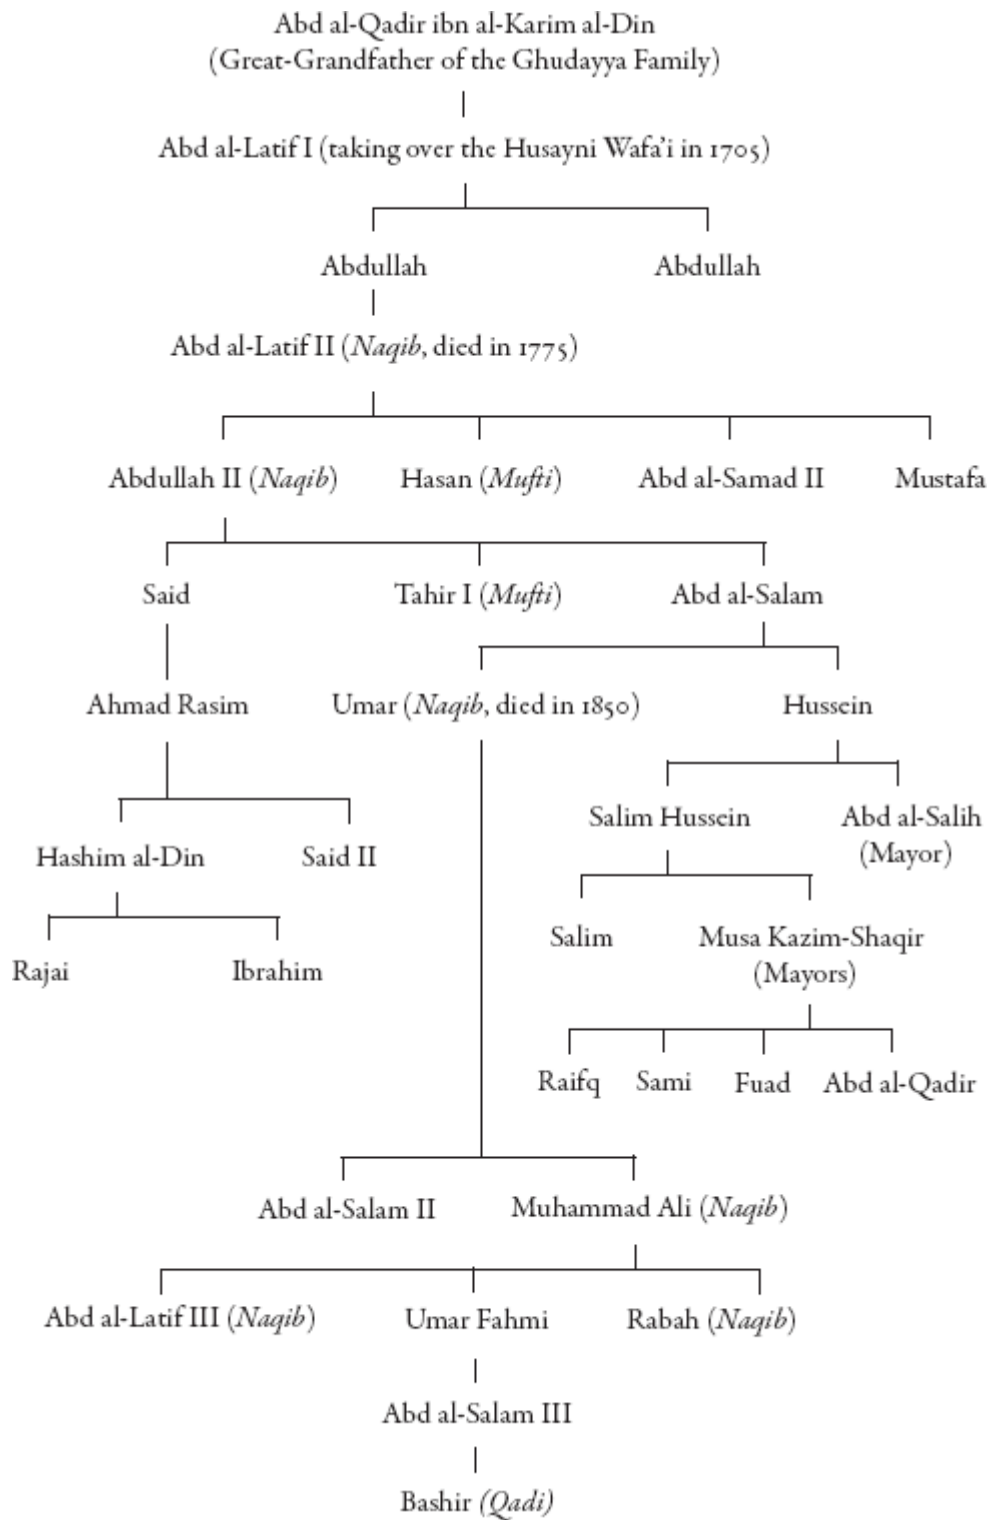 Abd al-Qadir ibn al-Karim al-Din
(Great-Grandfather of the Ghudayya Family)
Abd al-Latif I (taking over the Husayni Wafa'i in 1705)
Abdullah
Abdullah
Abd al-Latif II (Naqib, died in 1775)
Abdullah II (Naqib)
Hasan (Mufti)
Abd al-Samad II
Mustafa
Said
Tahir I (Mufti)
Abd al-Salam
Ahmad Rasim
Umar (Naqib, died in 1850)
Hussein
Salim Hussein
Abd al-Salih
(Mayor)
Hashim al-Din
Said II
Salim
Musa Kazim-Shaqir
(Mayors)
Rajai
Ibrahim
Raifq
Sami
Fuad
Abd al-Qadir
Abd al-Salam II
Muhammad Ali (Naqib)
Abd al-Latif III (Naqib)
Umar Fahmi
Rabah (Naqib)
Abd al-Salam III
Bashir (Qadi)